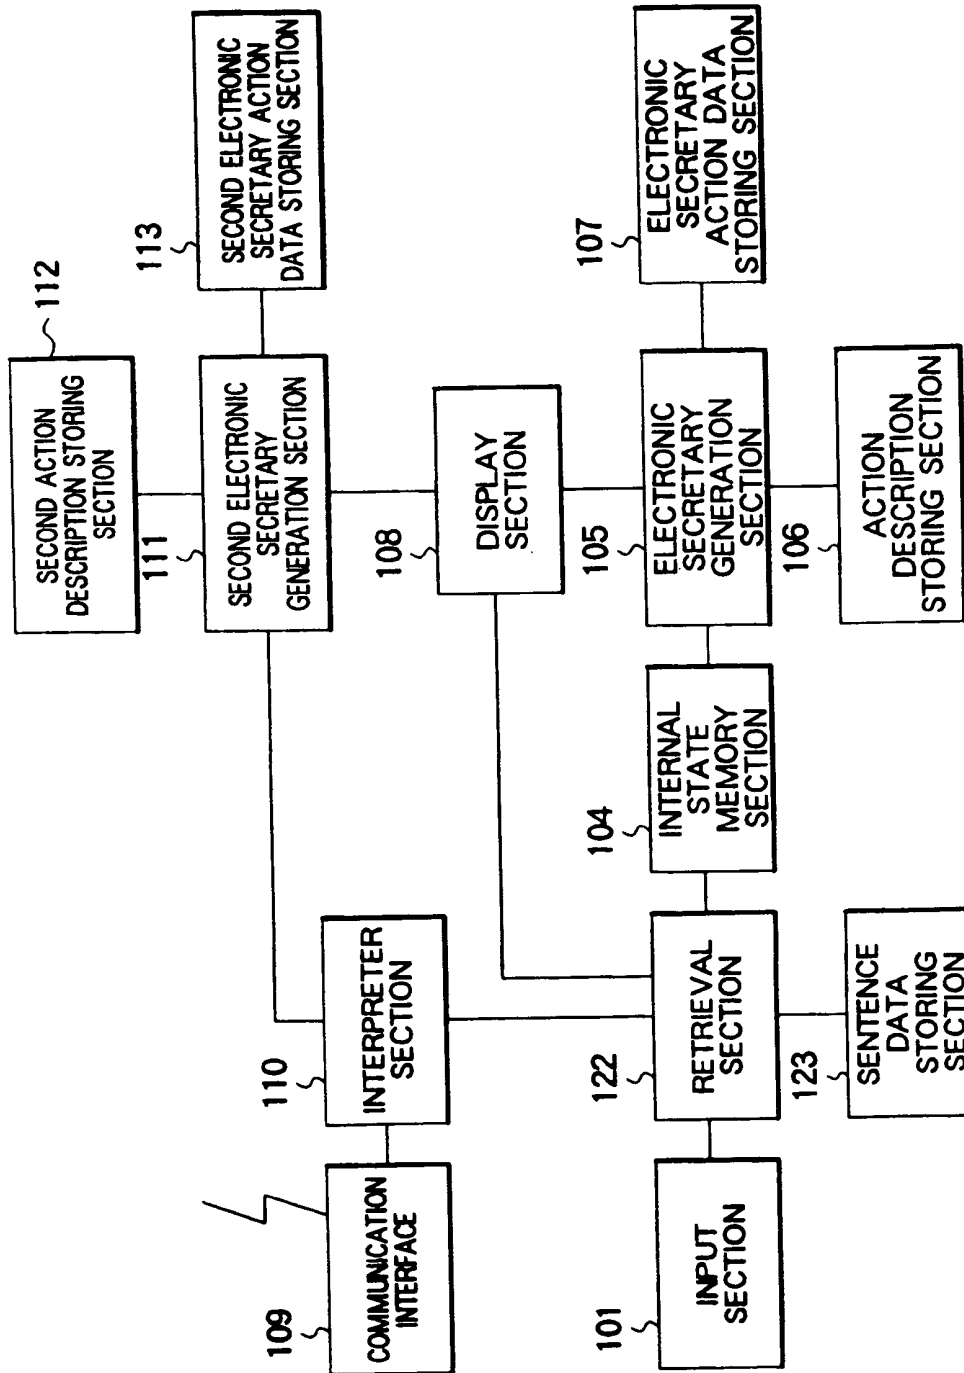 112
SECOND ACTION
DESCRIPTION STORING
SECTION
111
SECOND ELECTRONIC
SECRETARY
GENERATION SECTION
113
SECOND ELECTRONIC
SECRETARY ACTION
DATA STORING SECTION
109
COMMUNICATION
INTERFACE
110
INTERPRETER
SECTION
108
DISPLAY
SECTION
101
INPUT
SECTION
122
RETRIEVAL
SECTION
104
INTERNAL
STATE
MEMORY
SECTION
105
ELECTRONIC
SECRETARY
GENERATION
SECTION
107
ELECTRONIC
SECRETARY
ACTION DATA
STORING SECTION
123
SENTENCE
DATA
STORING
SECTION
106
ACTION
DESCRIPTION
STORING SECTION